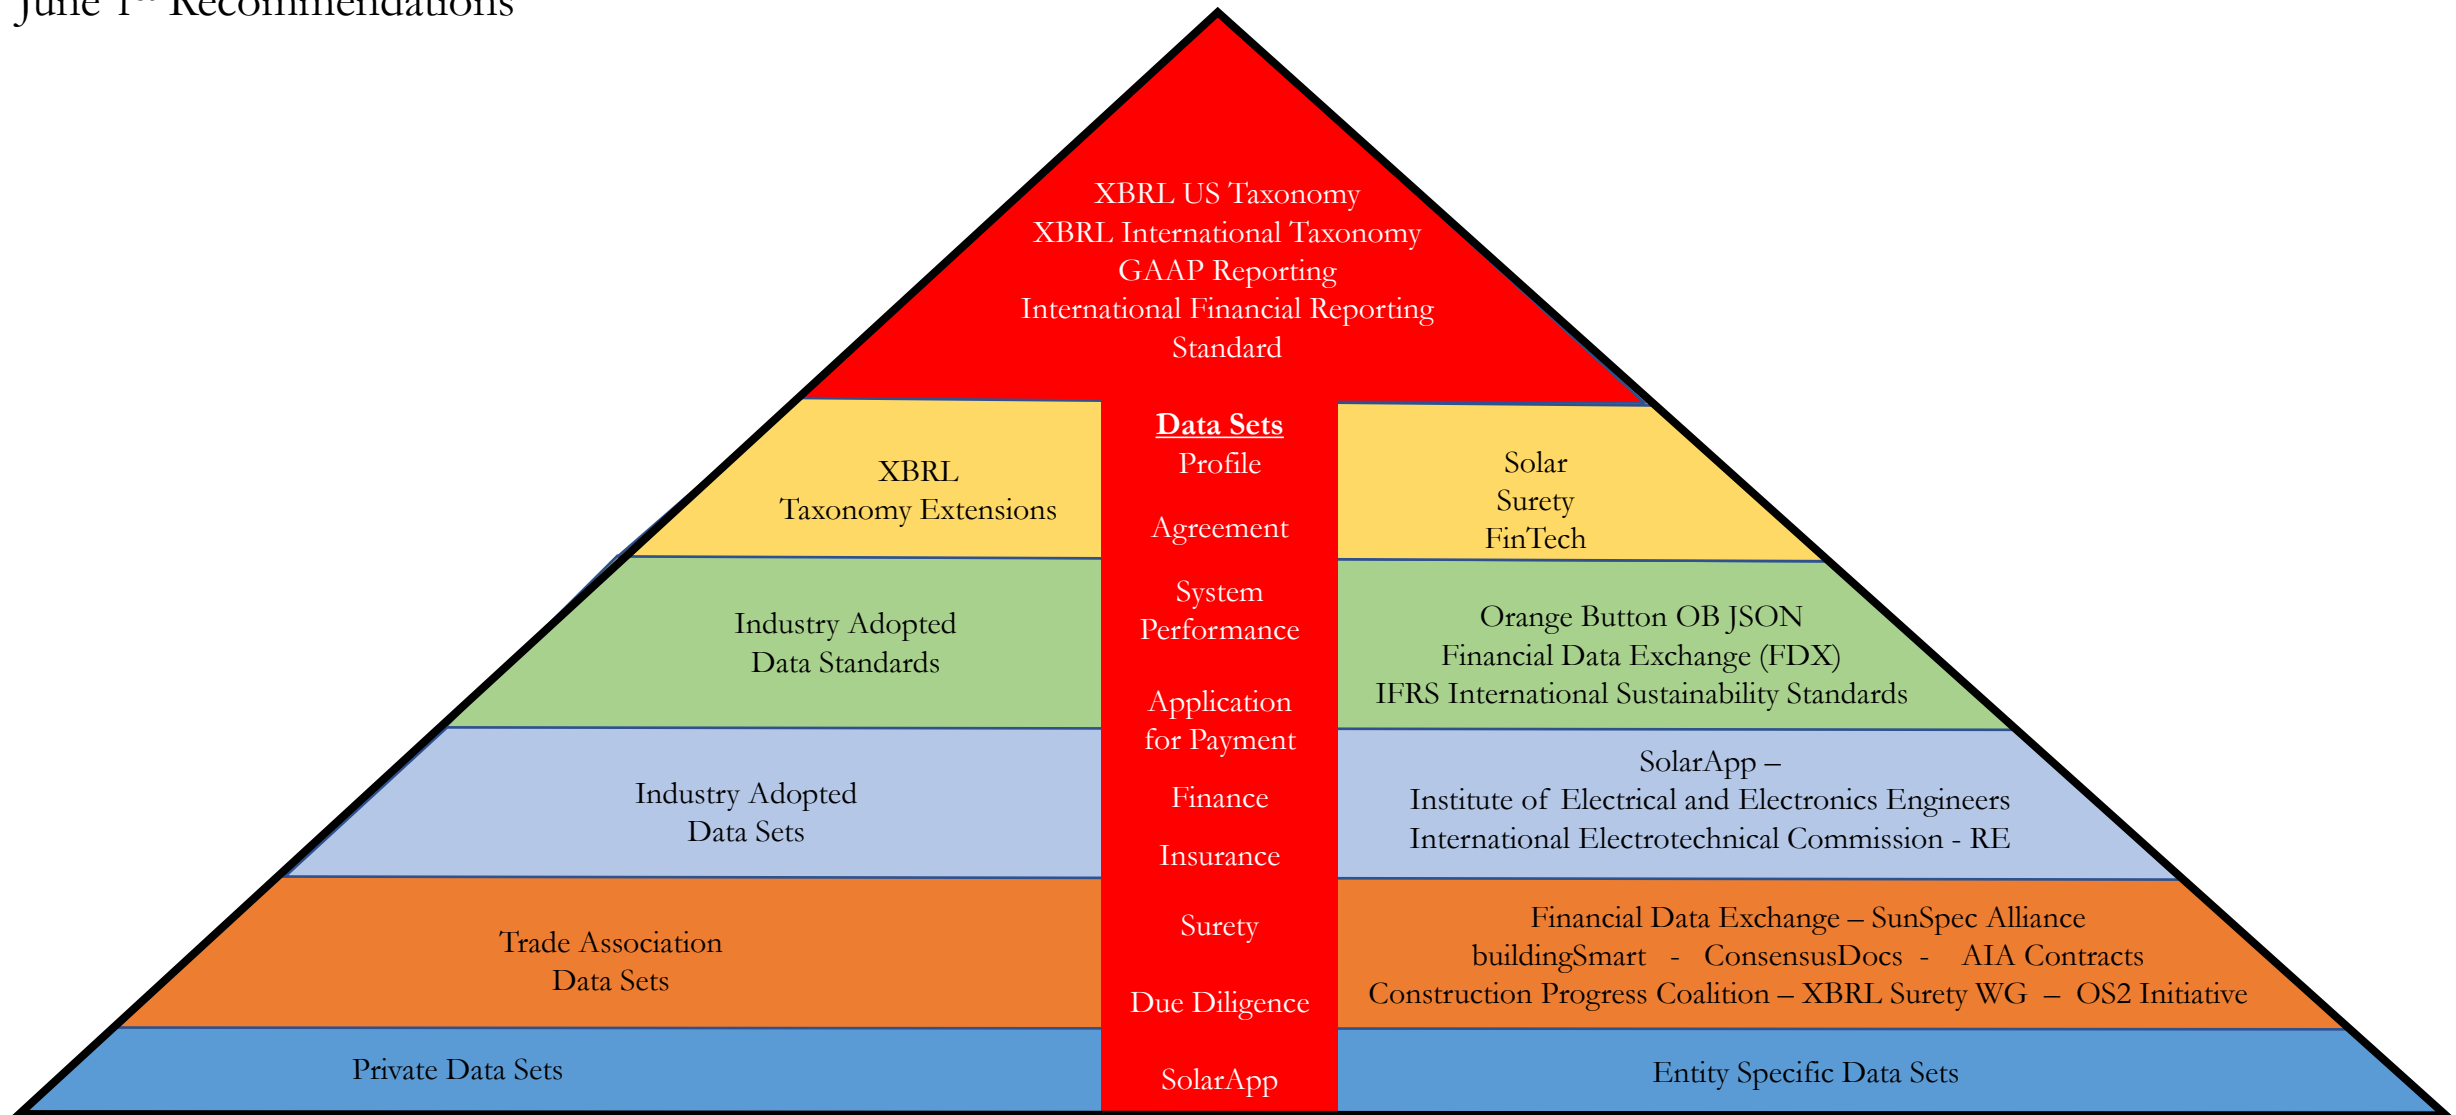 June 1st Recommendations
XBRL US Taxonomy
XBRL International Taxonomy
GAAP Reporting
International Financial Reporting
Standard
Data Sets
Profile
Agreement
System
Performance
Application
for Payment
Finance
Insurance
Surety
Due Diligence
SolarApp
XBRL
Taxonomy Extensions
Solar
Surety
FinTech
Industry Adopted
Data Standards
Orange Button OB JSON
Financial Data Exchange (FDX)
IFRS International Sustainability Standards
Industry Adopted
Data Sets
SolarApp –
Institute of Electrical and Electronics Engineers
International Electrotechnical Commission - RE
Trade Association
Data Sets
Financial Data Exchange – SunSpec Alliance
buildingSmart - ConsensusDocs - AIA Contracts
Construction Progress Coalition – XBRL Surety WG – OS2 Initiative
Private Data Sets
Entity Specific Data Sets